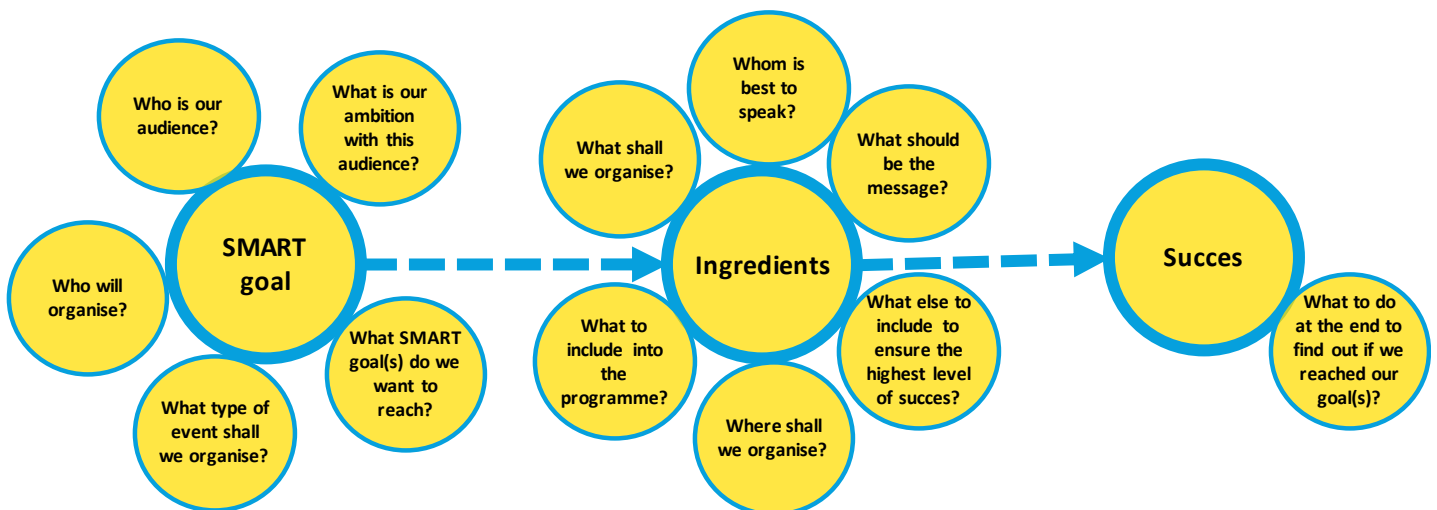 Who is our
audience?
What is our
ambition
with this
audience?
SMART
goal
Who will
organise?
What type of
event shall
we organise?
What SMART
goal(s) do we
want to
reach?
Whom is
best to
speak?
What shall
we organise?
What should
be the
message?
Ingredients
What to
include into
the
programme?
Where shall
we organise?
What else to
include to
ensure the
highest level
of succes?
Succes
What to do
at the end to
find out if we
reached our
goal(s)?